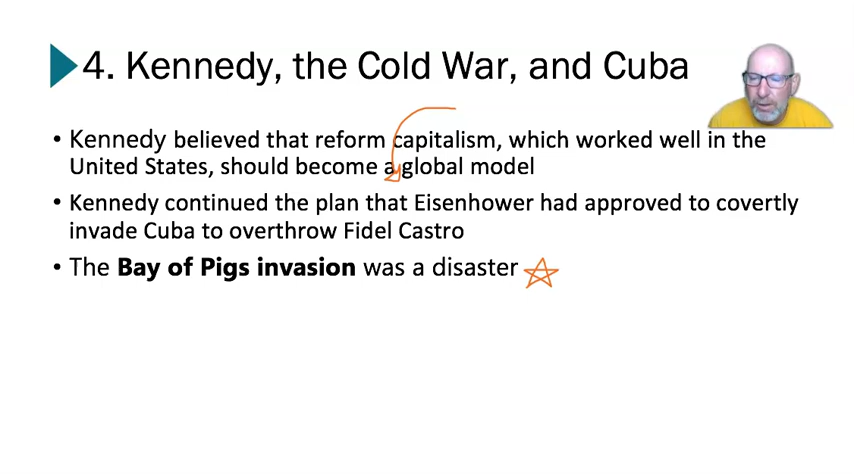 4. Kennedy, the Cold War, and Cuba
• Kennedy believed that reform capitalism, which worked well in the
United States, should become a global model
• Kennedy continued the plan that Eisenhower had approved to covertly
invade Cuba to overthrow Fidel Castro
• The Bay of Pigs invasion was a disaster